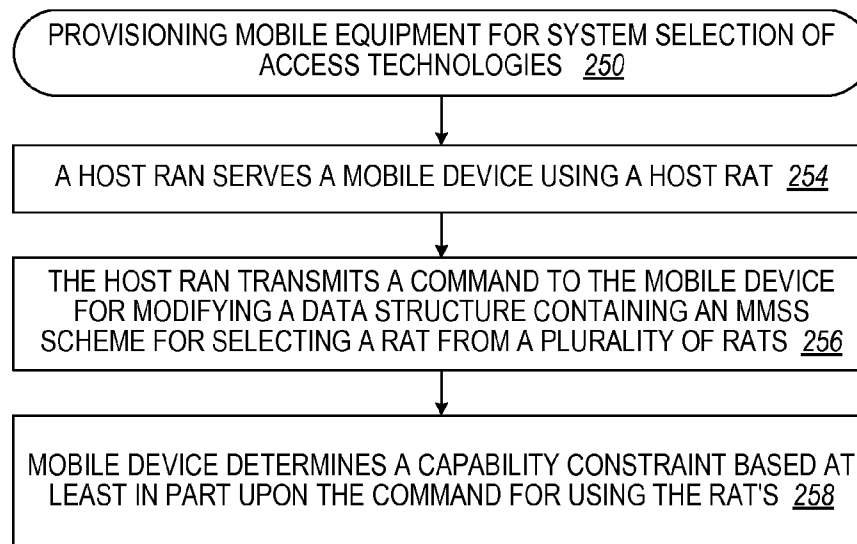 PROVISIONING MOBILE EQUIPMENT FOR SYSTEM SELECTION OF
ACCESS TECHNOLOGIES 250
A HOST RAN SERVES A MOBILE DEVICE USING A HOST RAT 254
THE HOST RAN TRANSMITS A COMMAND TO THE MOBILE DEVICE
FOR MODIFYING A DATA STRUCTURE CONTAINING AN MMSS
SCHEME FOR SELECTING A RAT FROM A PLURALITY OF RATS 256
MOBILE DEVICE DETERMINES A CAPABILITY CONSTRAINT BASED AT
LEAST IN PART UPON THE COMMAND FOR USING THE RAT'S 258